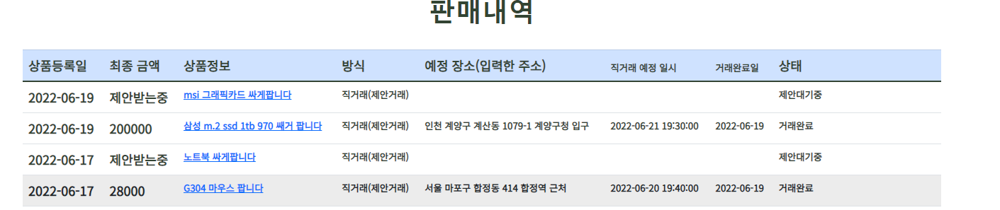 판매내역
상품등록일 최종 금액 상품정보 방식 예정 장소(입력한 주소) 직거래 예정 일시 거래완료일 상태
2022-06-19 제안받는중 msi 그래픽카드 싸게팝니다 직거래(제안거래) 제안대기중
2022-06-19 200000 삼성 m.2 ssd 1tb 970 쌔거 팝니다 직거래(제안거래) 인천 계양구 계산동 1079-1 계양구청 입구 2022-06-21 19:30:00 2022-06-19 거래완료
2022-06-17 제안받는중 노트북 싸게팝니다 직거래(제안거래) 제안대기중
2022-06-17 28000 G304 마우스 팝니다 직거래(제안거래) 서울 마포구 합정동 414 합정역 근처 2022-06-20 19:40:00 2022-06-19 거래완료